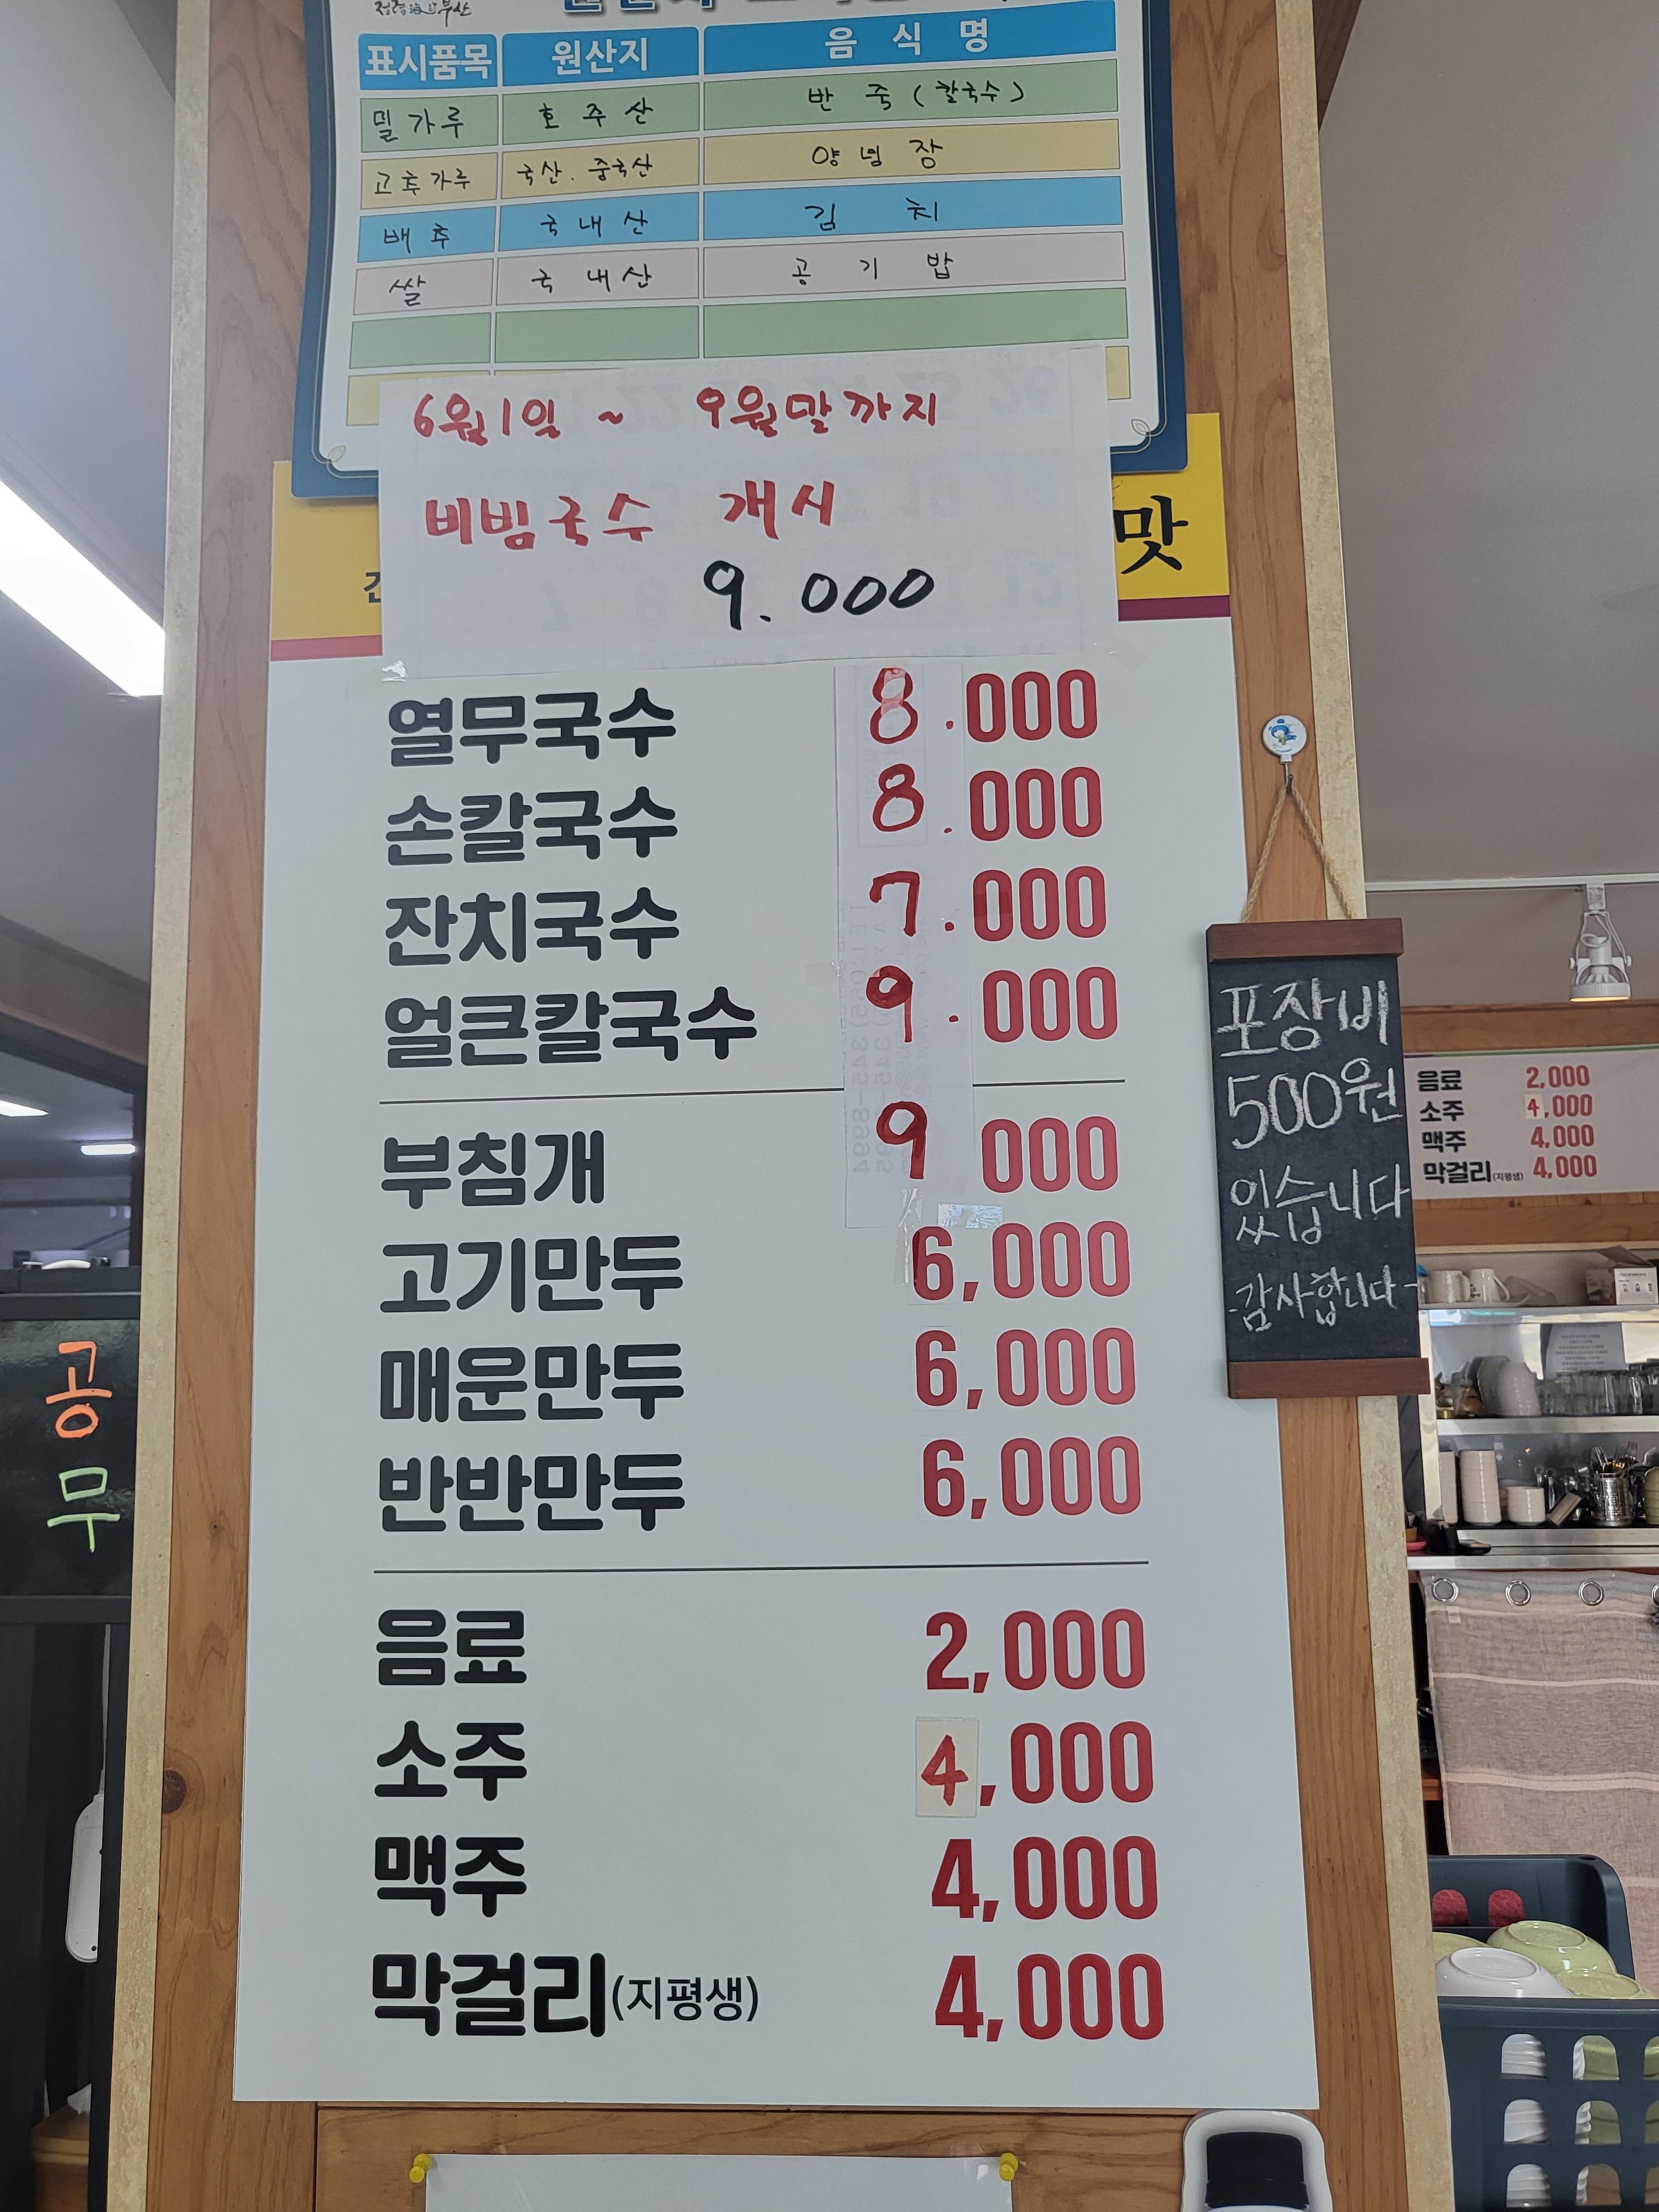 표시품목 원산지 음식명
밀가루 호주산 반죽(칼국수)
고추가루 국산.중국산 양념장
배추 국내산 김치
쌀 국내산 공기밥
6월1일 ~ 9월말까지
비빔국수 개시
9.000
맛
열무국수 8.000
손칼국수 8.000
잔치국수 7.000
얼큰칼국수 9.000
부침개 9 000
고기만두 6,000
매운만두 6,000
반반만두 6,000
음료 2,000
소주 4,000
맥주 4,000
막걸리(지평생) 4,000
포장비
500원
있습니다
-감사합니다-
음료 2,000
소주 4,000
맥주 4,000
막걸리(지평생) 4,000
공
무